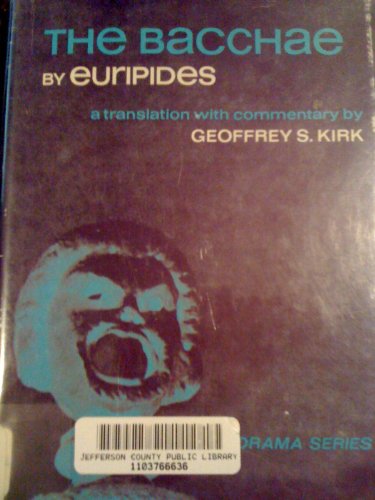 THE BACCHAE
BY EURIPIDES
a translation with commentary by
GEOFFREY S. KIRK
DRAMA SERIES
JEFFERSON COUNTY PUBLIC LIBRARY
1103766636